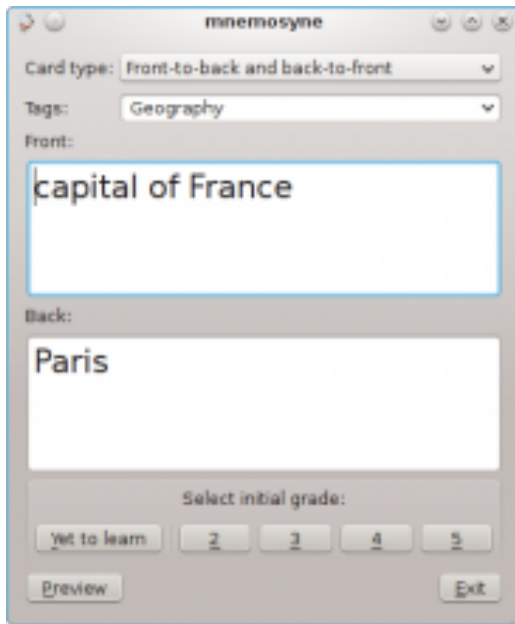 mnemosyne
Card type: Front-to-back and back-to-front
Tags: Geography
Front:
capital of France
Back:
Paris
Select initial grade:
Yet to learn 2 3 4 5
Preview Exit